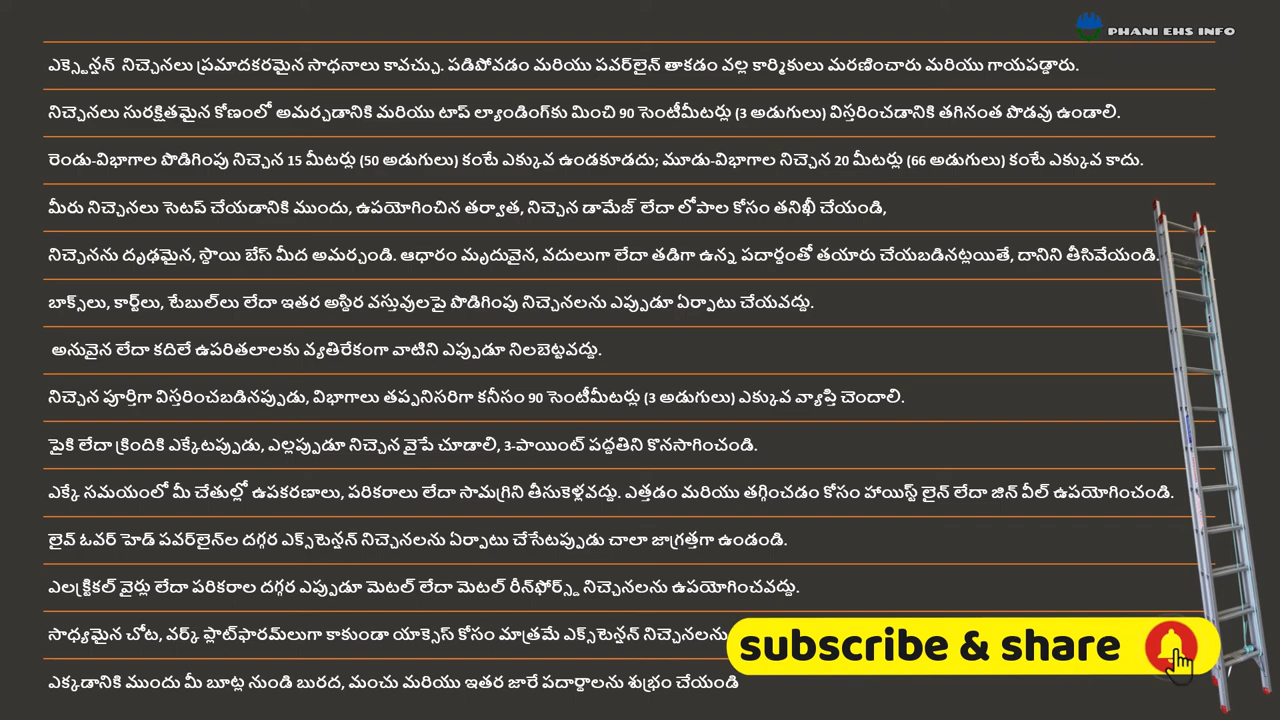 PHANI EHS INFO
ఎక్స్టెన్షన్ నిచ్చెనలు ప్రమాదకరమైన సాధనాలు కావచ్చు. పడిపోవడం మరియు పవర్‌లైన్ తాకడం వల్ల కార్మికులు మరణించారు మరియు గాయపడ్డారు.
నిచ్చెనలు సురక్షితమైన కోణంలో అమర్చడానికి మరియు టాప్ ల్యాండింగ్‌కు మించి 90 సెంటీమీటర్లు (3 అడుగులు) విస్తరించడానికి తగినంత పొడవు ఉండాలి.
రెండు-విభాగాల పొడిగింపు నిచ్చెన 15 మీటర్లు (50 అడుగులు) కంటే ఎక్కువ ఉండకూడదు; మూడు-విభాగాల నిచ్చెన 20 మీటర్లు (66 అడుగులు) కంటే ఎక్కువ కాదు.
మీరు నిచ్చెనలు సెటప్ చేయడానికి ముందు, ఉపయోగించిన తర్వాత, నిచ్చెన డామేజ్ లేదా లోపాల కోసం తనిఖీ చేయండి,
నిచ్చెనను దృఢమైన, స్థాయి బేస్ మీద అమర్చండి. ఆధారం మృదువైన, వదులుగా లేదా తడిగా ఉన్న పదార్థంతో తయారు చేయబడినట్లయితే, దానిని తీసివేయండి.
బాక్స్‌లు, కార్ట్‌లు, టేబుల్‌లు లేదా ఇతర అస్థిర వస్తువులపై పొడిగింపు నిచ్చెనలను ఎప్పుడూ ఏర్పాటు చేయవద్దు.
అనువైన లేదా కదిలే ఉపరితలాలకు వ్యతిరేకంగా వాటిని ఎప్పుడూ నిలబెట్టవద్దు.
నిచ్చెన పూర్తిగా విస్తరించబడినప్పుడు, విభాగాలు తప్పనిసరిగా కనీసం 90 సెంటీమీటర్లు (3 అడుగులు) ఎక్కువ వ్యాప్తి చెందాలి.
పైకి లేదా క్రిందికి ఎక్కేటప్పుడు, ఎల్లప్పుడూ నిచ్చెన వైపే చూడాలి, 3-పాయింట్ పద్దతిని కొనసాగించండి.
ఎక్కే సమయంలో మీ చేతుల్లో ఉపకరణాలు, పరికరాలు లేదా సామగ్రిని తీసుకెళ్లవద్దు. ఎత్తడం మరియు తగ్గించడం కోసం హాయిస్ట్ లైన్ లేదా జిన్ వీల్ ఉపయోగించండి.
లైవ్ ఓవర్ హెడ్ పవర్‌లైన్‌ల దగ్గర ఎక్స్‌టెన్షన్ నిచ్చెనలను ఏర్పాటు చేసేటప్పుడు చాలా జాగ్రత్తగా ఉండండి.
ఎలక్ట్రికల్ వైర్లు లేదా పరికరాల దగ్గర ఎప్పుడూ మెటల్ లేదా మెటల్ రీన్‌ఫోర్స్డ్ నిచ్చెనలను ఉపయోగించవద్దు.
సాధ్యమైన చోట, వర్క్ ప్లాట్‌ఫారమ్‌లుగా కాకుండా యాక్సెస్ కోసం మాత్రమే ఎక్స్‌టెన్షన్ నిచ్చెనలను
subscribe & share
ఎక్కడానికి ముందు మీ బూట్ల నుండి బురద, మంచు మరియు ఇతర జారే పదార్థాలను శుభ్రం చేయండి